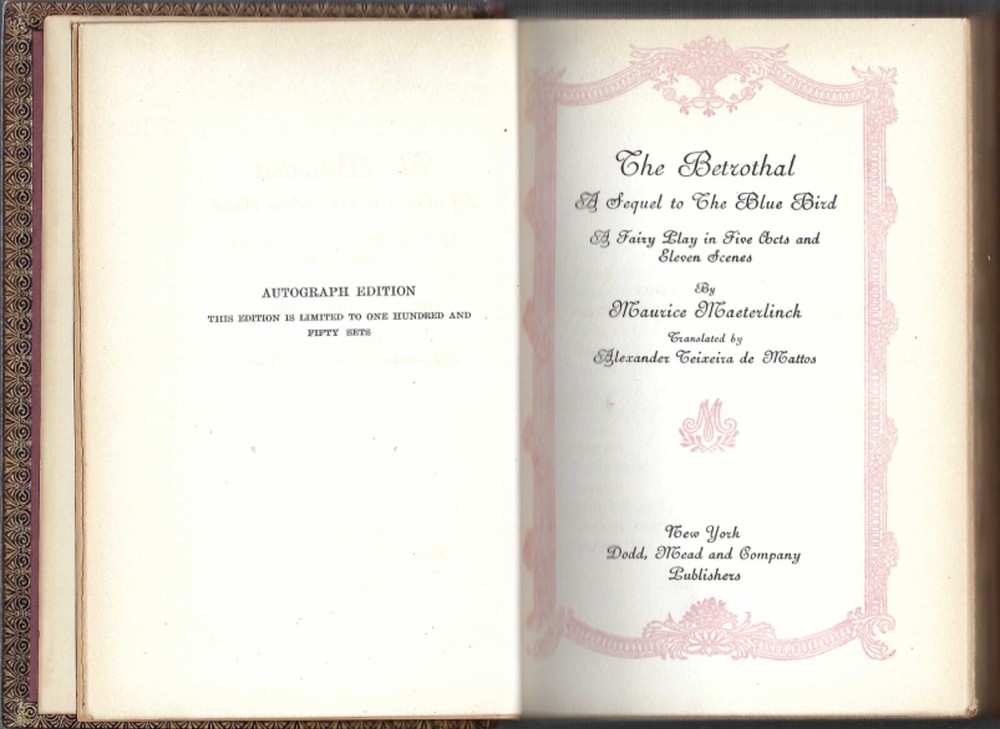 AUTOGRAPH EDITION
THIS EDITION IS LIMITED TO ONE HUNDRED AND
FIFTY SETS
The Betrothal
A Sequel to The Blue Bird
A Fairy Play in Five Acts and
Eleven Scenes
By
Maurice Maeterlinck
Translated by
Alexander Teixeira de Mattos
M
New York
Dodd, Mead and Company
Publishers